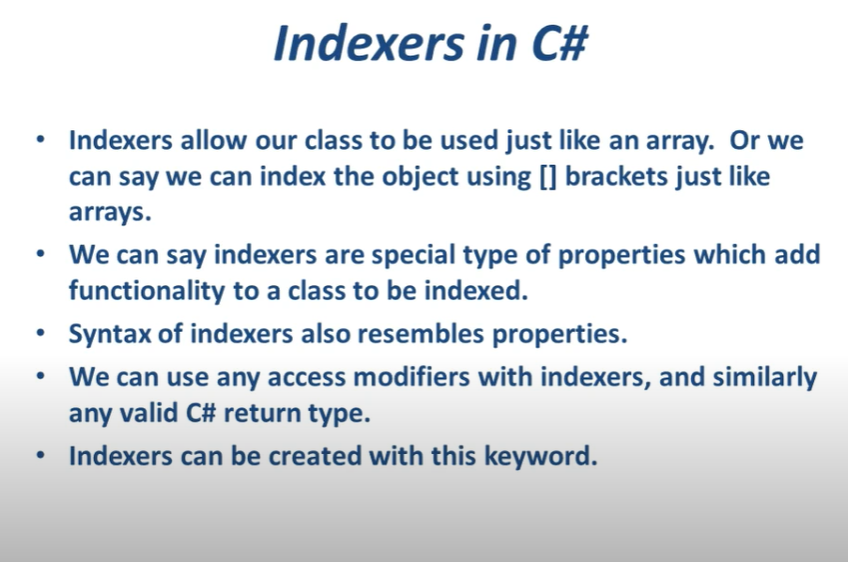 Indexers in C#
• Indexers allow our class to be used just like an array.  Or we
can say we can index the object using [] brackets just like
arrays.
• We can say indexers are special type of properties which add
functionality to a class to be indexed.
• Syntax of indexers also resembles properties.
• We can use any access modifiers with indexers, and similarly
any valid C# return type.
• Indexers can be created with this keyword.